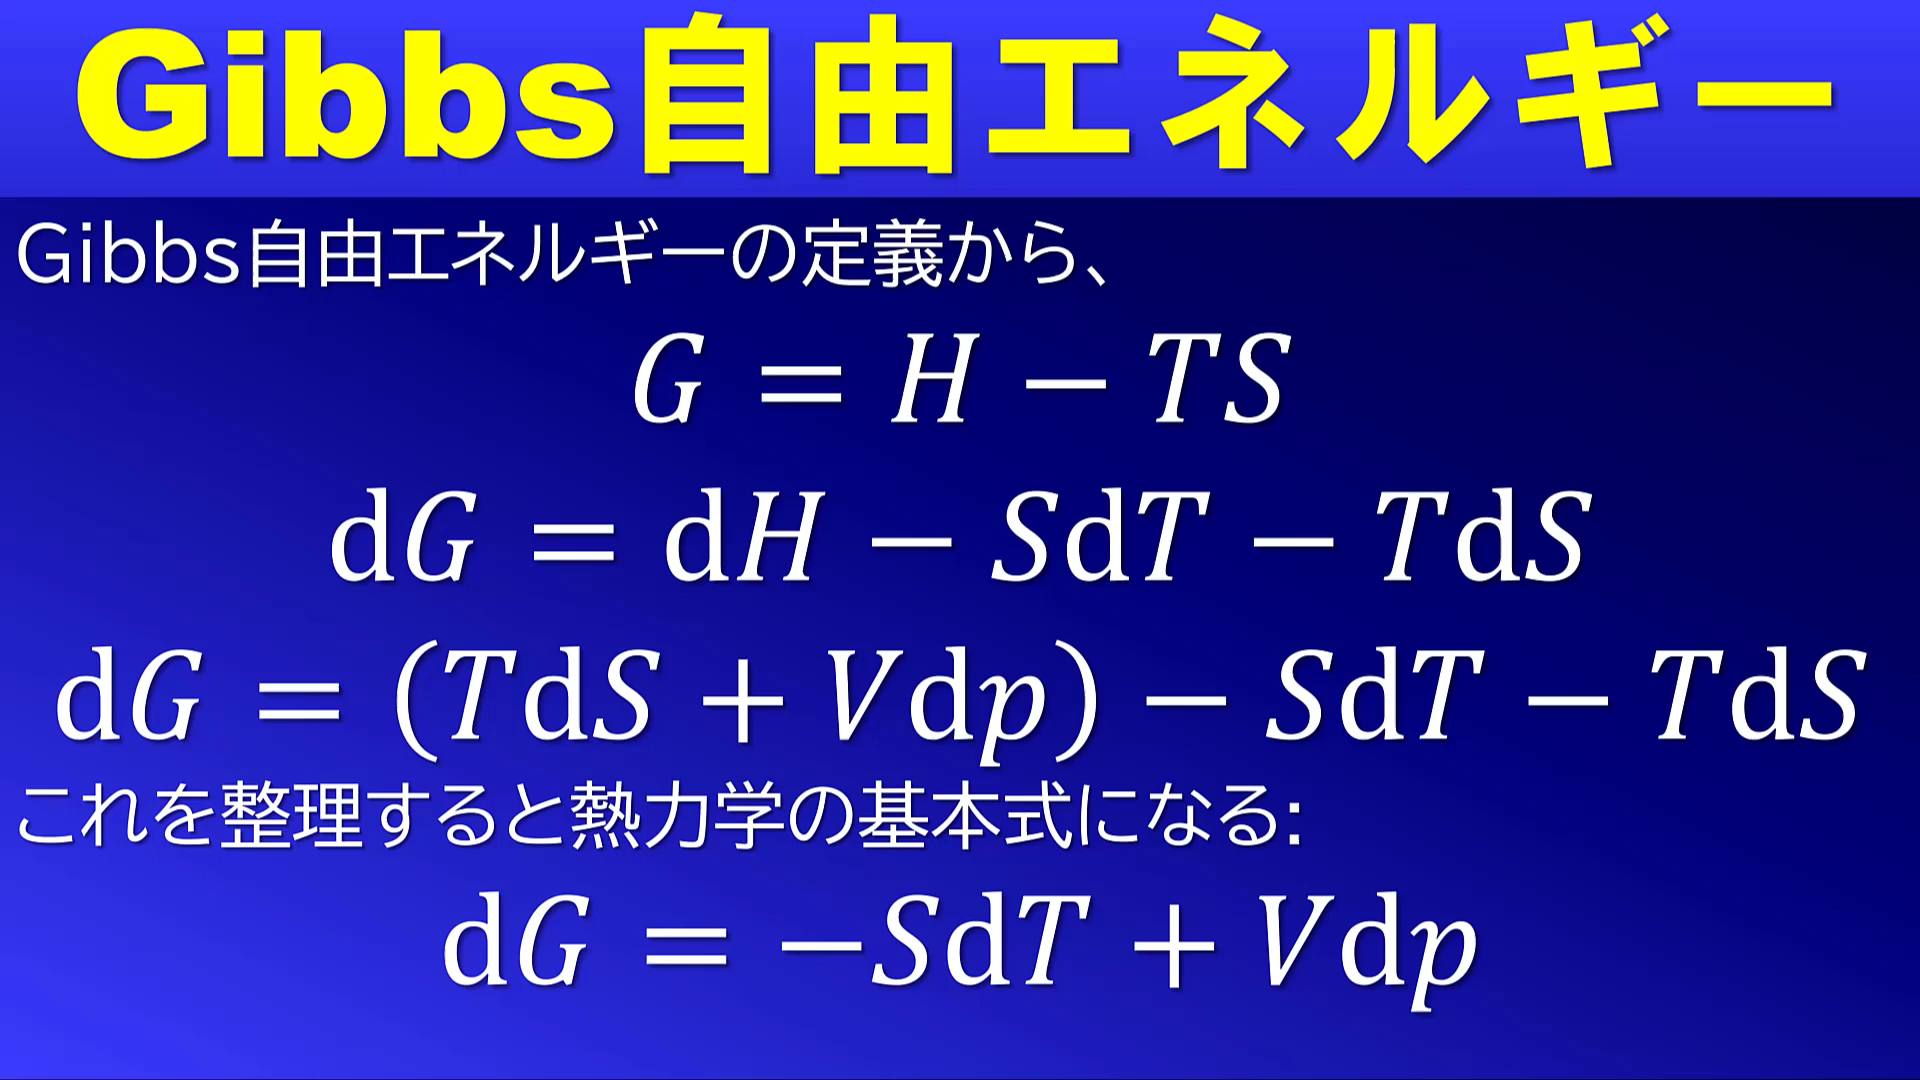 Gibbs自由エネルギー
Gibbs自由エネルギーの定義から、
G = H − TS
dG = dH − SdT − TdS
dG = (TdS + Vdp) − SdT − TdS
これを整理すると熱力学の基本式になる:
dG = −SdT + Vdp